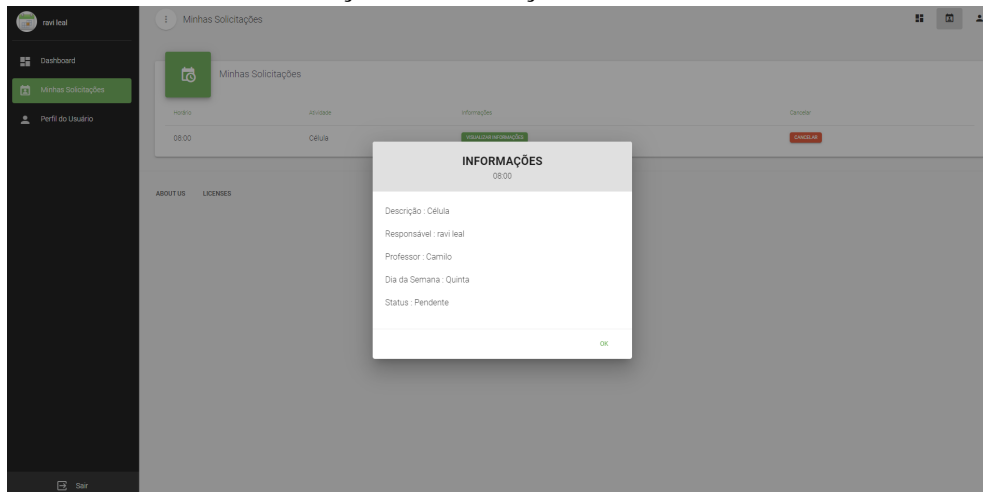 ravi leal
Minhas Solicitações
Dashboard
Minhas Solicitações
Perfil do Usuário
Minhas Solicitações
Horário Atividade Informações Cancelar
08:00 Célula VISUALIZAR INFORMAÇÕES CANCELAR
ABOUT US LICENSES
INFORMAÇÕES
08:00
Descrição : Célula
Responsável : ravi leal
Professor : Camilo
Dia da Semana : Quinta
Status : Pendente
OK
Sair